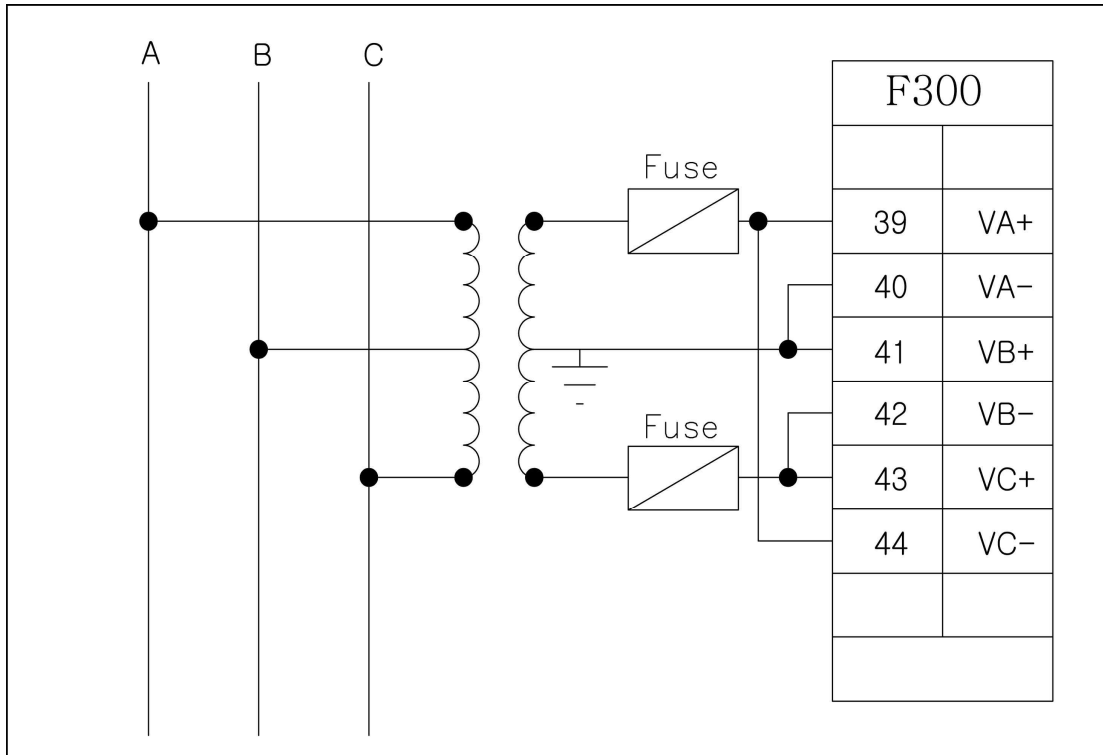 A B C
F300
Fuse
39 VA+
40 VA-
41 VB+
42 VB-
Fuse
43 VC+
44 VC-